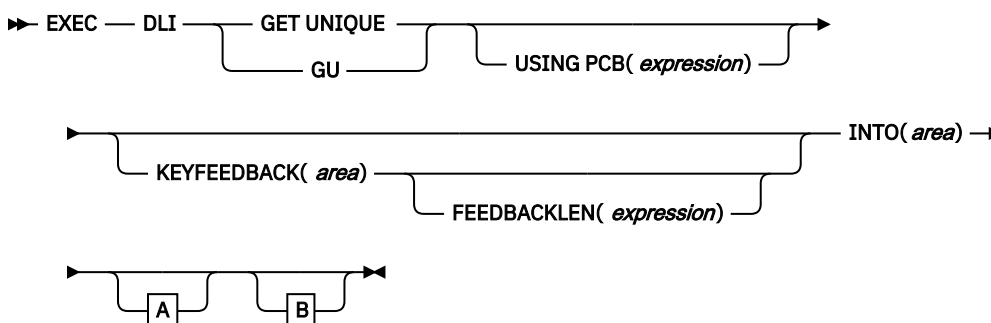 EXEC DLI GET UNIQUE
GU
USING PCB( expression)
INTO( area)
KEYFEEDBACK( area)
FEEDBACKLEN( expression)
A B